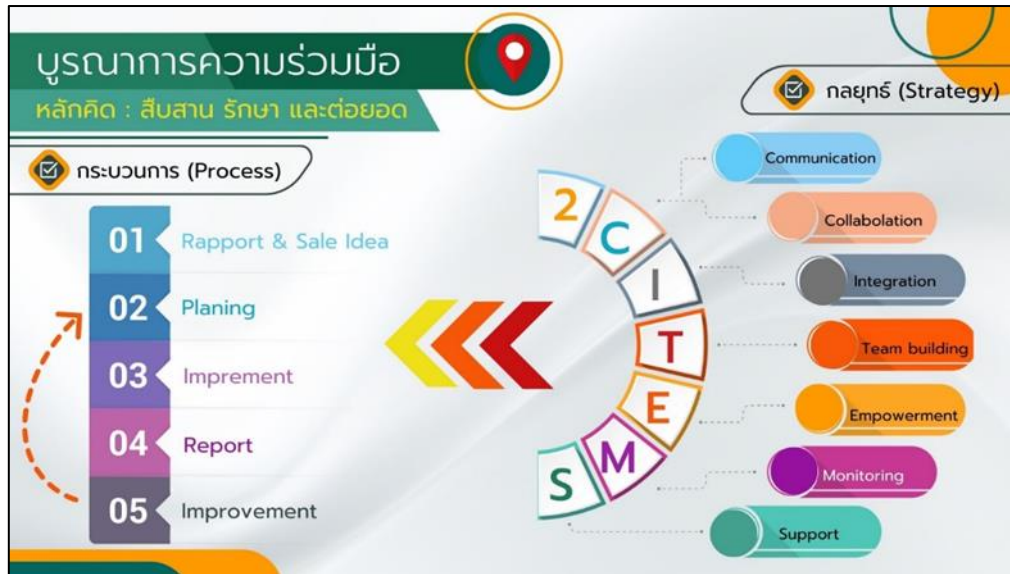 บูรณาการความร่วมมือ
หลักคิด : สืบสาน รักษา และต่อยอด
กระบวนการ (Process)
01 Rapport & Sale Idea
02 Planing
03 Imprement
04 Report
05 Improvement
กลยุทธ์ (Strategy)
2
C
I
T
E
M
S
Communication
Collabolation
Integration
Team building
Empowerment
Monitoring
Support